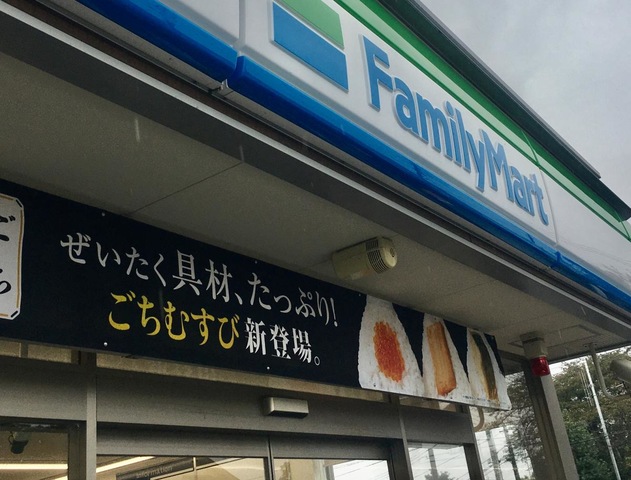 FamilyMart
ぜいたく具材、たっぷり!
ごちむすび新登場。
Information